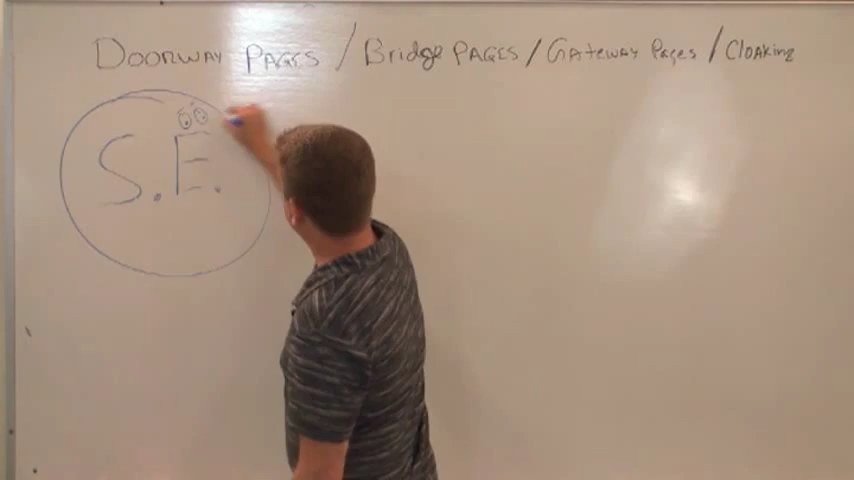 DOORWAY PAGES / Bridge PAGES / GAteway Pages / CloAking
S.E.